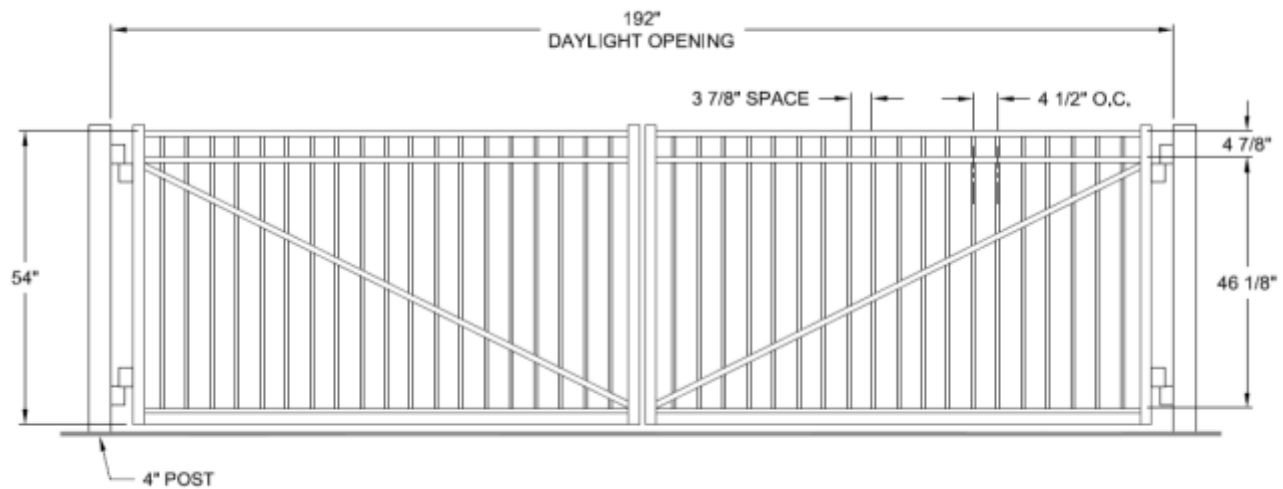 192"
DAYLIGHT OPENING
3 7/8" SPACE
4 1/2" O.C.
4 7/8"
54"
46 1/8"
4" POST